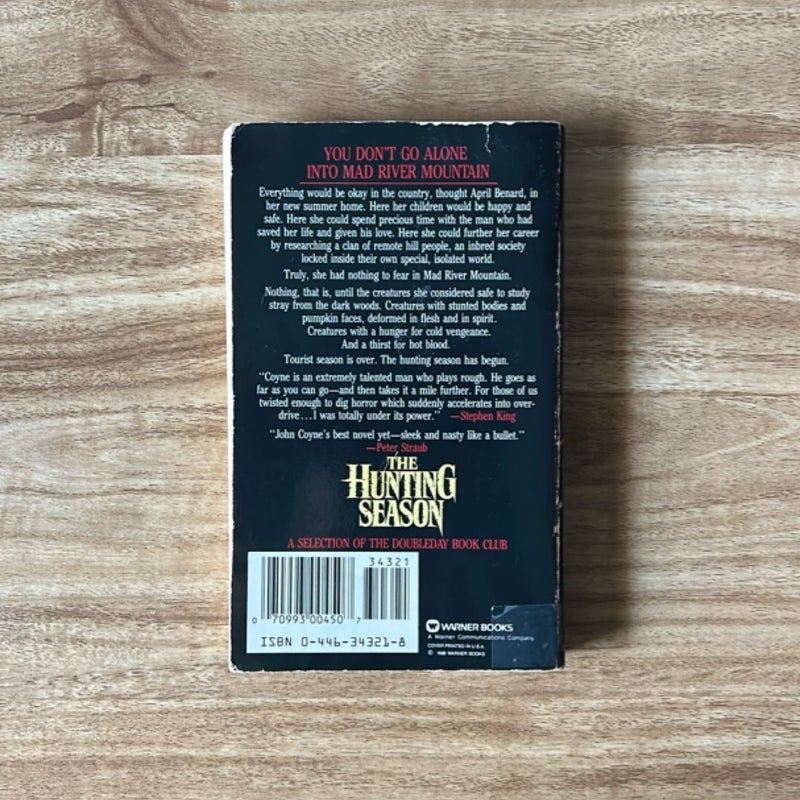 YOU DON'T GO ALONE
INTO MAD RIVER MOUNTAIN
Everything would be okay in the country, thought April Benard, in
her new summer home. Here her children would be happy and
safe. Here she could spend precious time with the man who had
saved her life and given his love. Here she could further her career
by researching a clan of remote hill people, an inbred society
locked inside their own special, isolated world.
Truly, she had nothing to fear in Mad River Mountain.
Nothing, that is, until the creatures she considered safe to study
stray from the dark woods. Creatures with stunted bodies and
pumpkin faces, deformed in flesh and in spirit.
Creatures with a hunger for cold vengeance.
And a thirst for hot blood.
Tourist season is over. The hunting season has begun.
"Coyne is an extremely talented man who plays rough. He goes as
far as you can go—and then takes it a mile further. For those of us
twisted enough to dig horror which suddenly accelerates into over-
drive...I was totally under its power." —Stephen King
"John Coyne's best novel yet—sleek and nasty like a bullet."
—Peter Straub
THE
HUNTING
SEASON
A SELECTION OF THE DOUBLEDAY BOOK CLUB
34321
0 70993 00450 7
ISBN 0-446-34321-8
WARNER BOOKS
A Warner Communications Company
COVER PRINTED IN U.S.A.
© 1988 WARNER BOOKS